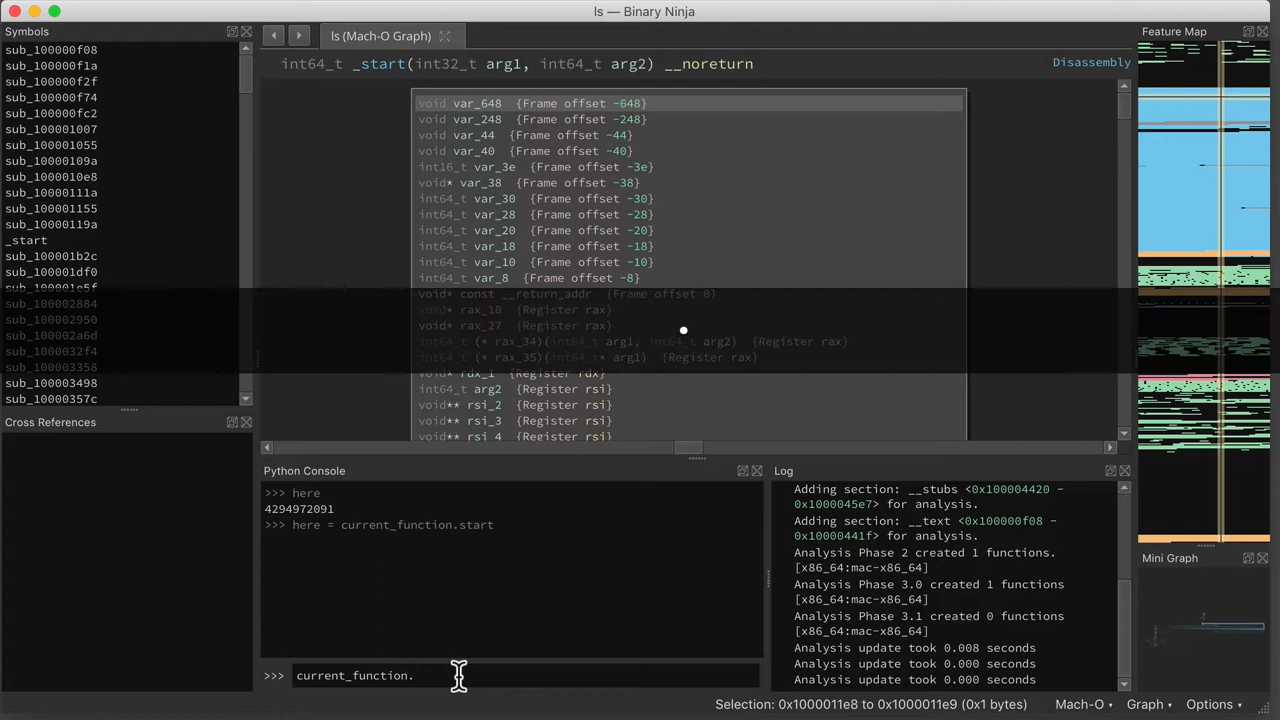 ls — Binary Ninja
Symbols
sub_100000f08
sub_100000f1a
sub_100000f2f
sub_100000f74
sub_100000fc2
sub_100001007
sub_100001055
sub_10000109a
sub_1000010e8
sub_10000111a
sub_100001155
sub_10000119a
_start
sub_100001b2c
sub_100001df0
sub_100001e5f
sub_100002884
sub_100002950
sub_100002a6d
sub_1000032f4
sub_100003358
sub_100003498
sub_10000357c
Cross References
ls (Mach-O Graph)
int64_t _start(int32_t arg1, int64_t arg2) __noreturn
Disassembly
void var_648 {Frame offset -648}
void var_248 {Frame offset -248}
void var_44 {Frame offset -44}
void var_40 {Frame offset -40}
int16_t var_3e {Frame offset -3e}
void* var_38 {Frame offset -38}
int64_t var_30 {Frame offset -30}
int64_t var_28 {Frame offset -28}
int64_t var_20 {Frame offset -20}
int64_t var_18 {Frame offset -18}
int64_t var_10 {Frame offset -10}
int64_t var_8 {Frame offset -8}
void* const __return_addr {Frame offset 0}
void* rax_10 {Register rax}
void* rax_27 {Register rax}
int64_t (* rax_34)(int64_t arg1, int64_t arg2) {Register rax}
int64_t (* rax_35)(int64_t* arg1) {Register rax}
void* rdx_1 {Register rdx}
int64_t arg2 {Register rsi}
void** rsi_2 {Register rsi}
void** rsi_3 {Register rsi}
void** rsi_4 {Register rsi}
Python Console
>>> here
4294972091
>>> here = current_function.start
>>> current_function.
Log
Adding section: __stubs <0x100004420 -
0x1000045e7> for analysis.
Adding section: __text <0x100000f08 -
0x10000441f> for analysis.
Analysis Phase 2 created 1 functions.
[x86_64:mac-x86_64]
Analysis Phase 3.0 created 1 functions
[x86_64:mac-x86_64]
Analysis Phase 3.1 created 0 functions
[x86_64:mac-x86_64]
Analysis update took 0.008 seconds
Analysis update took 0.000 seconds
Analysis update took 0.000 seconds
Feature Map
Mini Graph
Selection: 0x1000011e8 to 0x1000011e9 (0x1 bytes)
Mach-O
Graph
Options